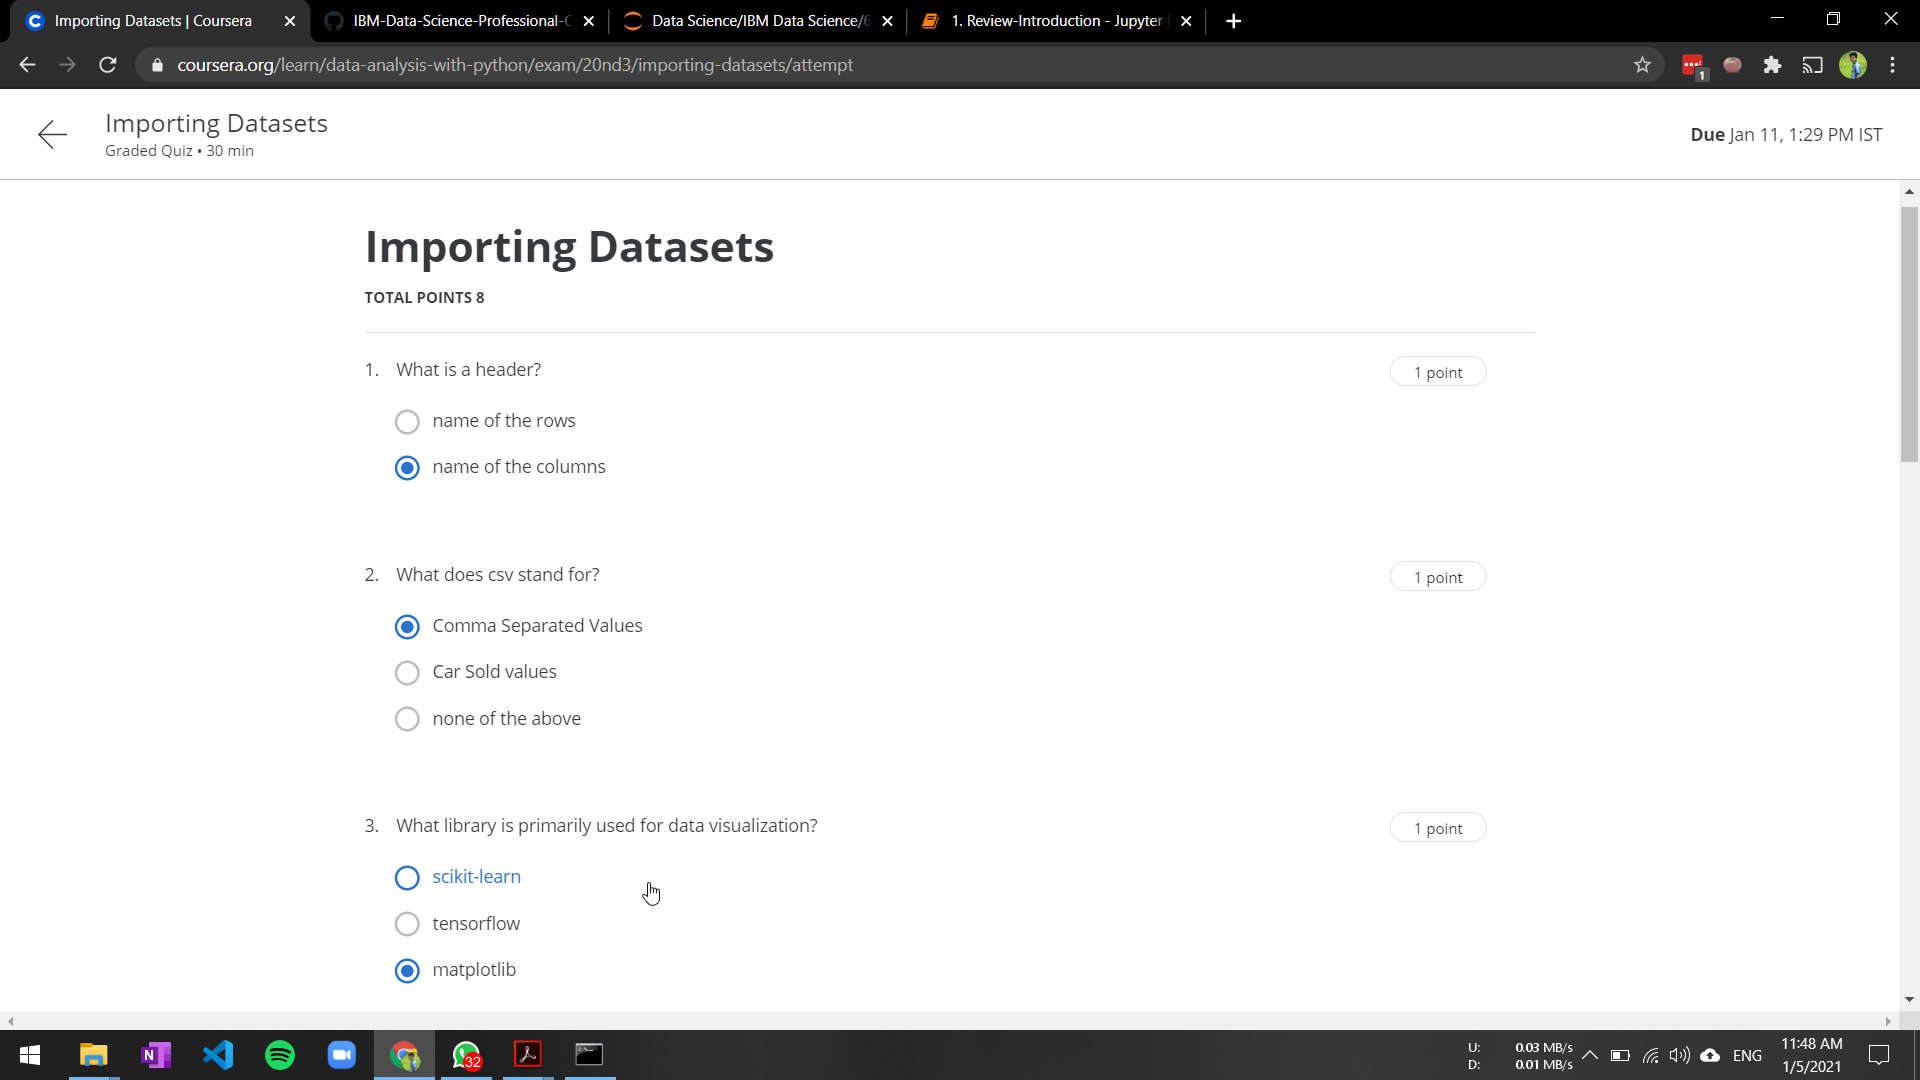 Importing Datasets | Coursera
IBM-Data-Science-Professional-C
Data Science/IBM Data Science/6
1. Review-Introduction - Jupyter
coursera.org/learn/data-analysis-with-python/exam/20nd3/importing-datasets/attempt
1
Importing Datasets
Graded Quiz • 30 min
Due Jan 11, 1:29 PM IST
Importing Datasets
TOTAL POINTS 8
1. What is a header?
1 point
name of the rows
name of the columns
2. What does csv stand for?
1 point
Comma Separated Values
Car Sold values
none of the above
3. What library is primarily used for data visualization?
1 point
scikit-learn
tensorflow
matplotlib
32
U: 0.03 MB/s
D: 0.01 MB/s
ENG
11:48 AM
1/5/2021